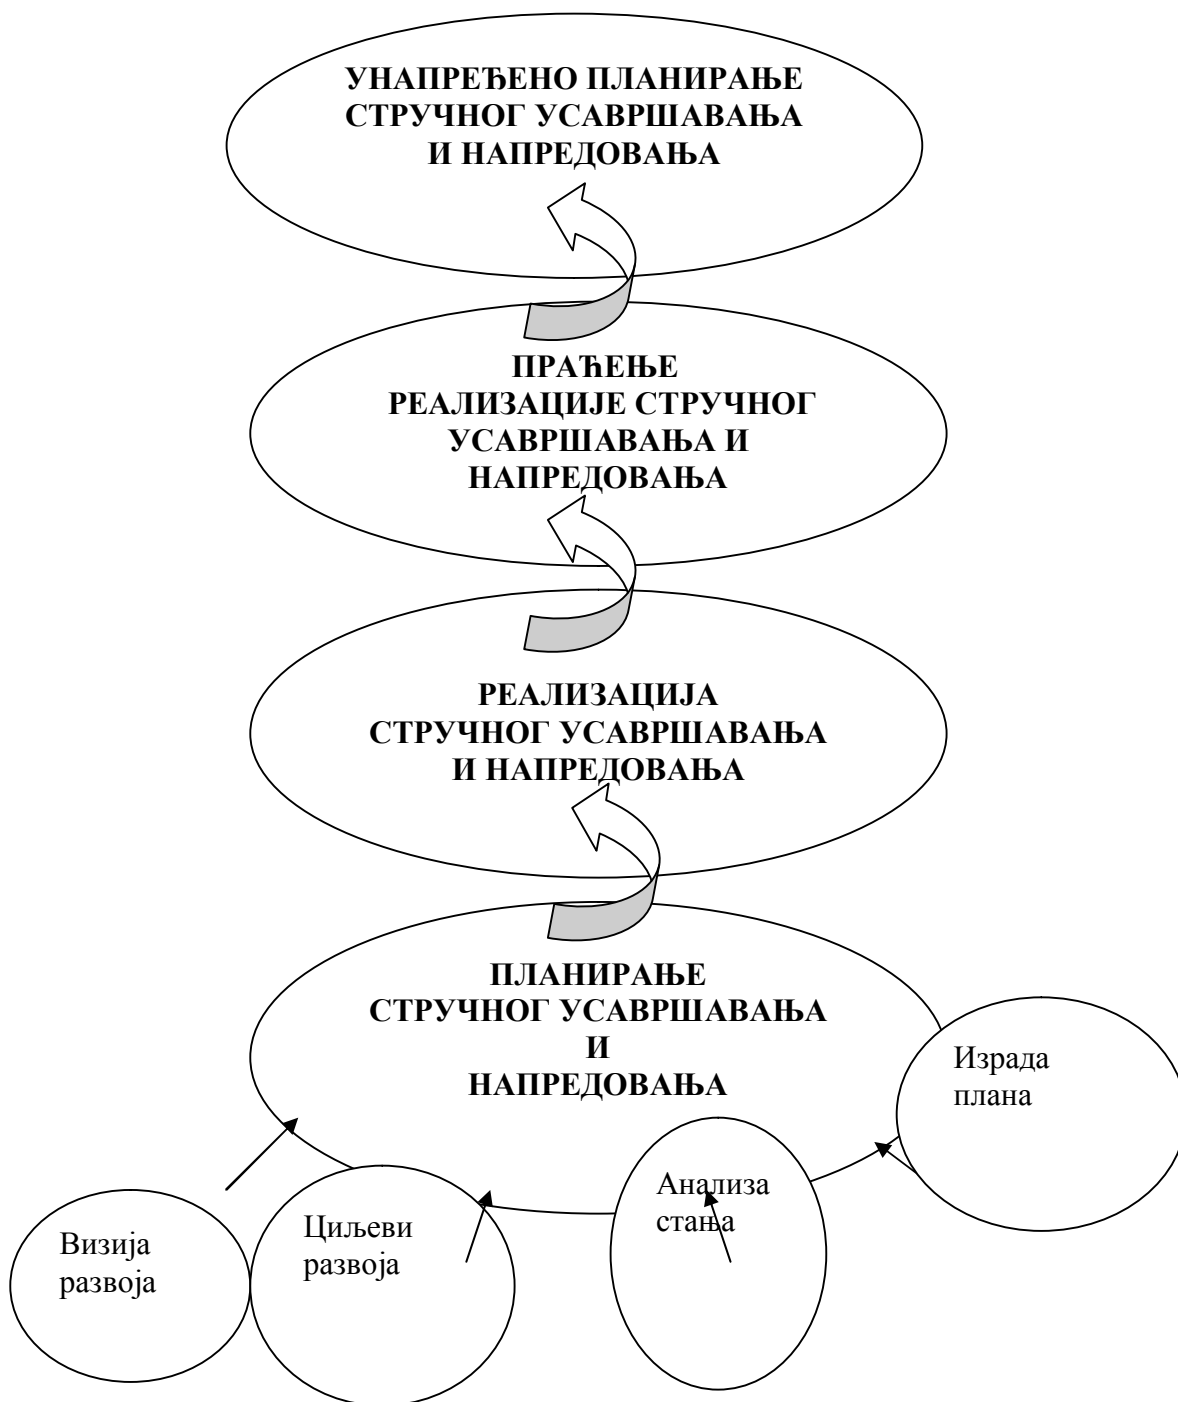 УНАПРЕЂЕНО ПЛАНИРАЊЕ
СТРУЧНОГ УСАВРШАВАЊА
И НАПРЕДОВАЊА
ПРАЋЕЊЕ
РЕАЛИЗАЦИЈЕ СТРУЧНОГ
УСАВРШАВАЊА И
НАПРЕДОВАЊА
РЕАЛИЗАЦИЈА
СТРУЧНОГ УСАВРШАВАЊА
И НАПРЕДОВАЊА
ПЛАНИРАЊЕ
СТРУЧНОГ УСАВРШАВАЊА
И
НАПРЕДОВАЊА
Визија
развоја
Циљеви
развоја
Анализа
стања
Израда
плана